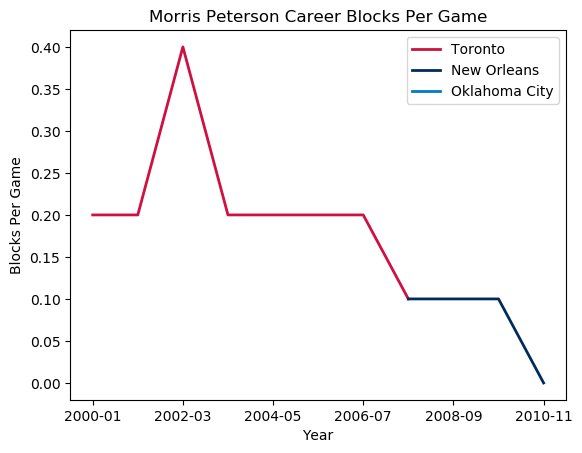 Morris Peterson Career Blocks Per Game
Toronto
New Orleans
Oklahoma City
Blocks Per Game
0.40
0.35
0.30
0.25
0.20
0.15
0.10
0.05
0.00
2000-01 2002-03 2004-05 2006-07 2008-09 2010-11
Year